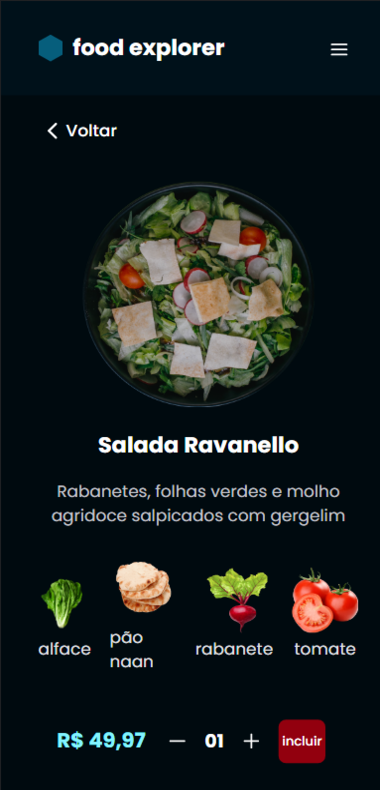 food explorer
Voltar
Salada Ravanello
Rabanetes, folhas verdes e molho
agridoce salpicados com gergelim
alface
pão
naan
rabanete
tomate
R$ 49,97
01
incluir